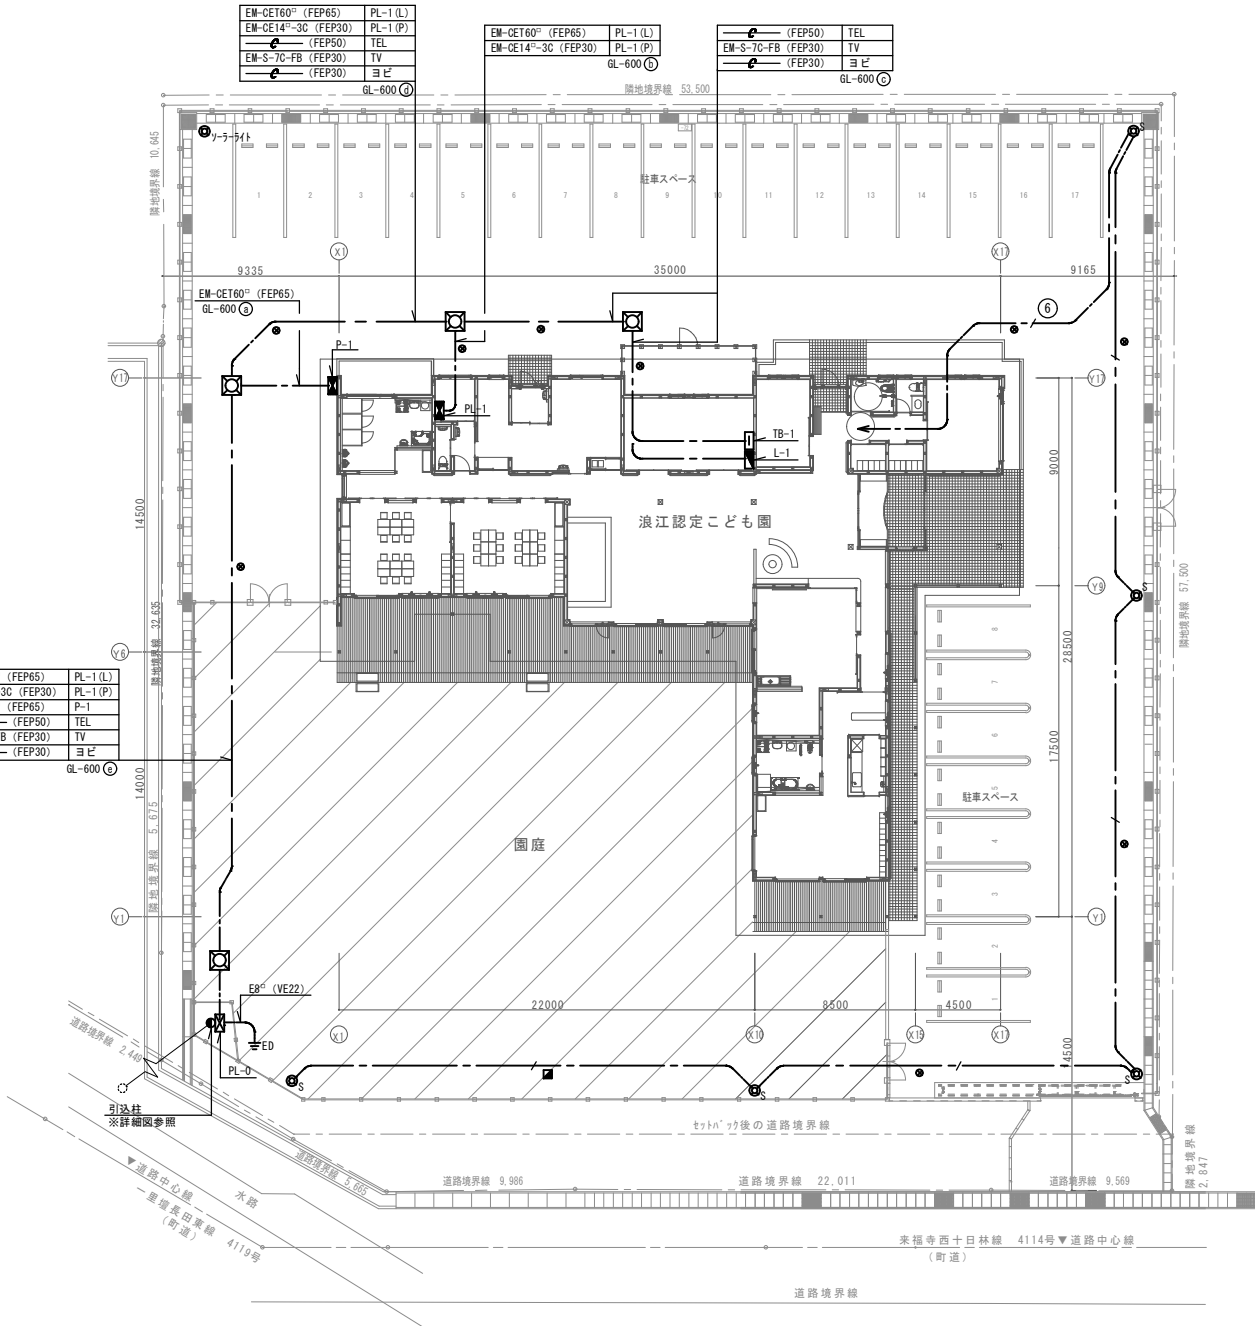 EM-CET60□ (FEP65) PL-1(L)
EM-CE14□-3C (FEP30) PL-1(P)
(FEP50) TEL
EM-S-7C-FB (FEP30) TV
(FEP30) ヨビ
GL-600 ⓓ
EM-CET60□ (FEP65) PL-1(L)
EM-CE14□-3C (FEP30) PL-1(P)
GL-600 ⓑ
(FEP50) TEL
EM-S-7C-FB (FEP30) TV
(FEP30) ヨビ
GL-600 ⓒ
隣地境界線 53,500
ソーラーライト
S
隣地境界線 10,645
駐車スペース
1 2 3 4 5 6 7 8 9 10 11 12 13 14 15 16 17
X1
X17
9335
35000
9165
EM-CET60□ (FEP65)
GL-600 ⓐ
6
P-1
Y17
Y17
PL-1
TB-1
L-1
9000
14500
浪江認定こども園
隣地境界線 57,500
Y9
S
隣地境界線 32,635
Y6
28500
8
7
6
5
4
3
2
1
(FEP65) PL-1(L)
3C (FEP30) PL-1(P)
(FEP65) P-1
(FEP50) TEL
B (FEP30) TV
(FEP30) ヨビ
GL-600 ⓔ
17500
14000
隣地境界線 5,675
駐車スペース
園庭
Y1
Y1
E8□ (VE22)
22000
8500
4500
X1
X10
X15
X17
ED
4500
道路境界線 2,449
PL-0
S
S
S
引込柱
※詳細図参照
セットバック後の道路境界線
隣地境界線 2,847
道路境界線 5,665
道路境界線 9,986
道路境界線 22,011
道路境界線 9,569
▼道路中心線
水路
一里壇長田東線 4119号
(町道)
来福寺西十日林線 4114号▼道路中心線
(町道)
道路境界線